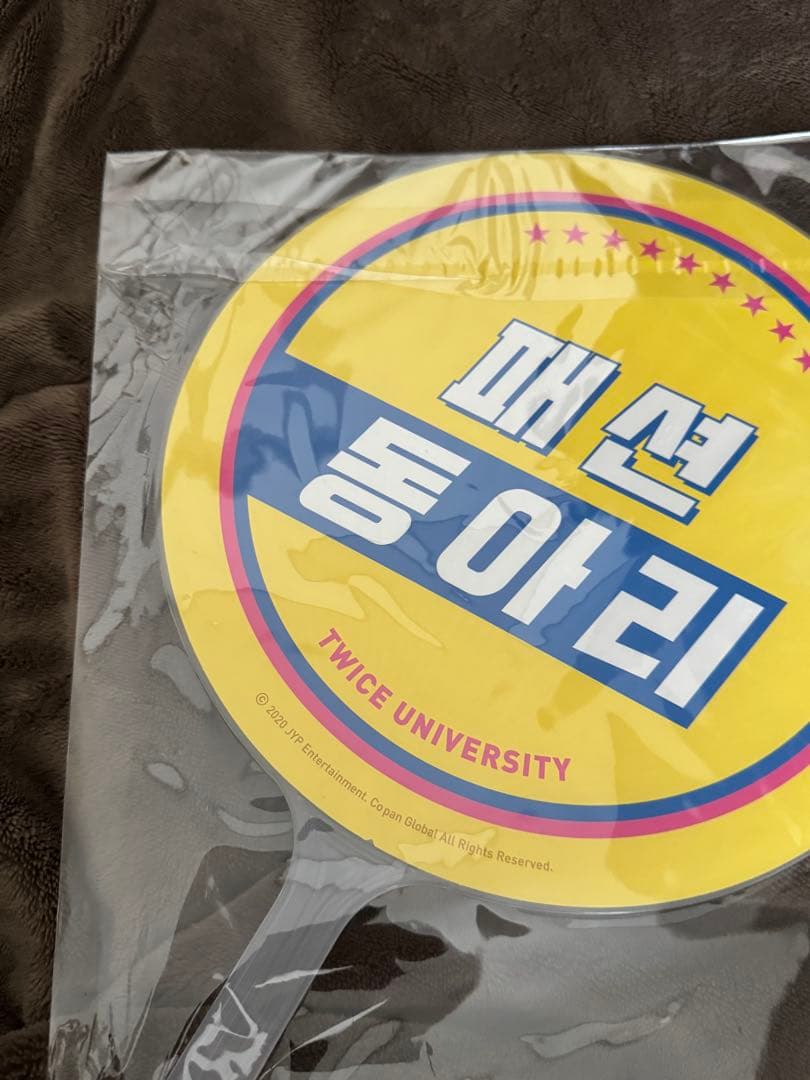 패션
동아리
TWICE UNIVERSITY
© 2020 JYP Entertainment. Copan Global All Rights Reserved.